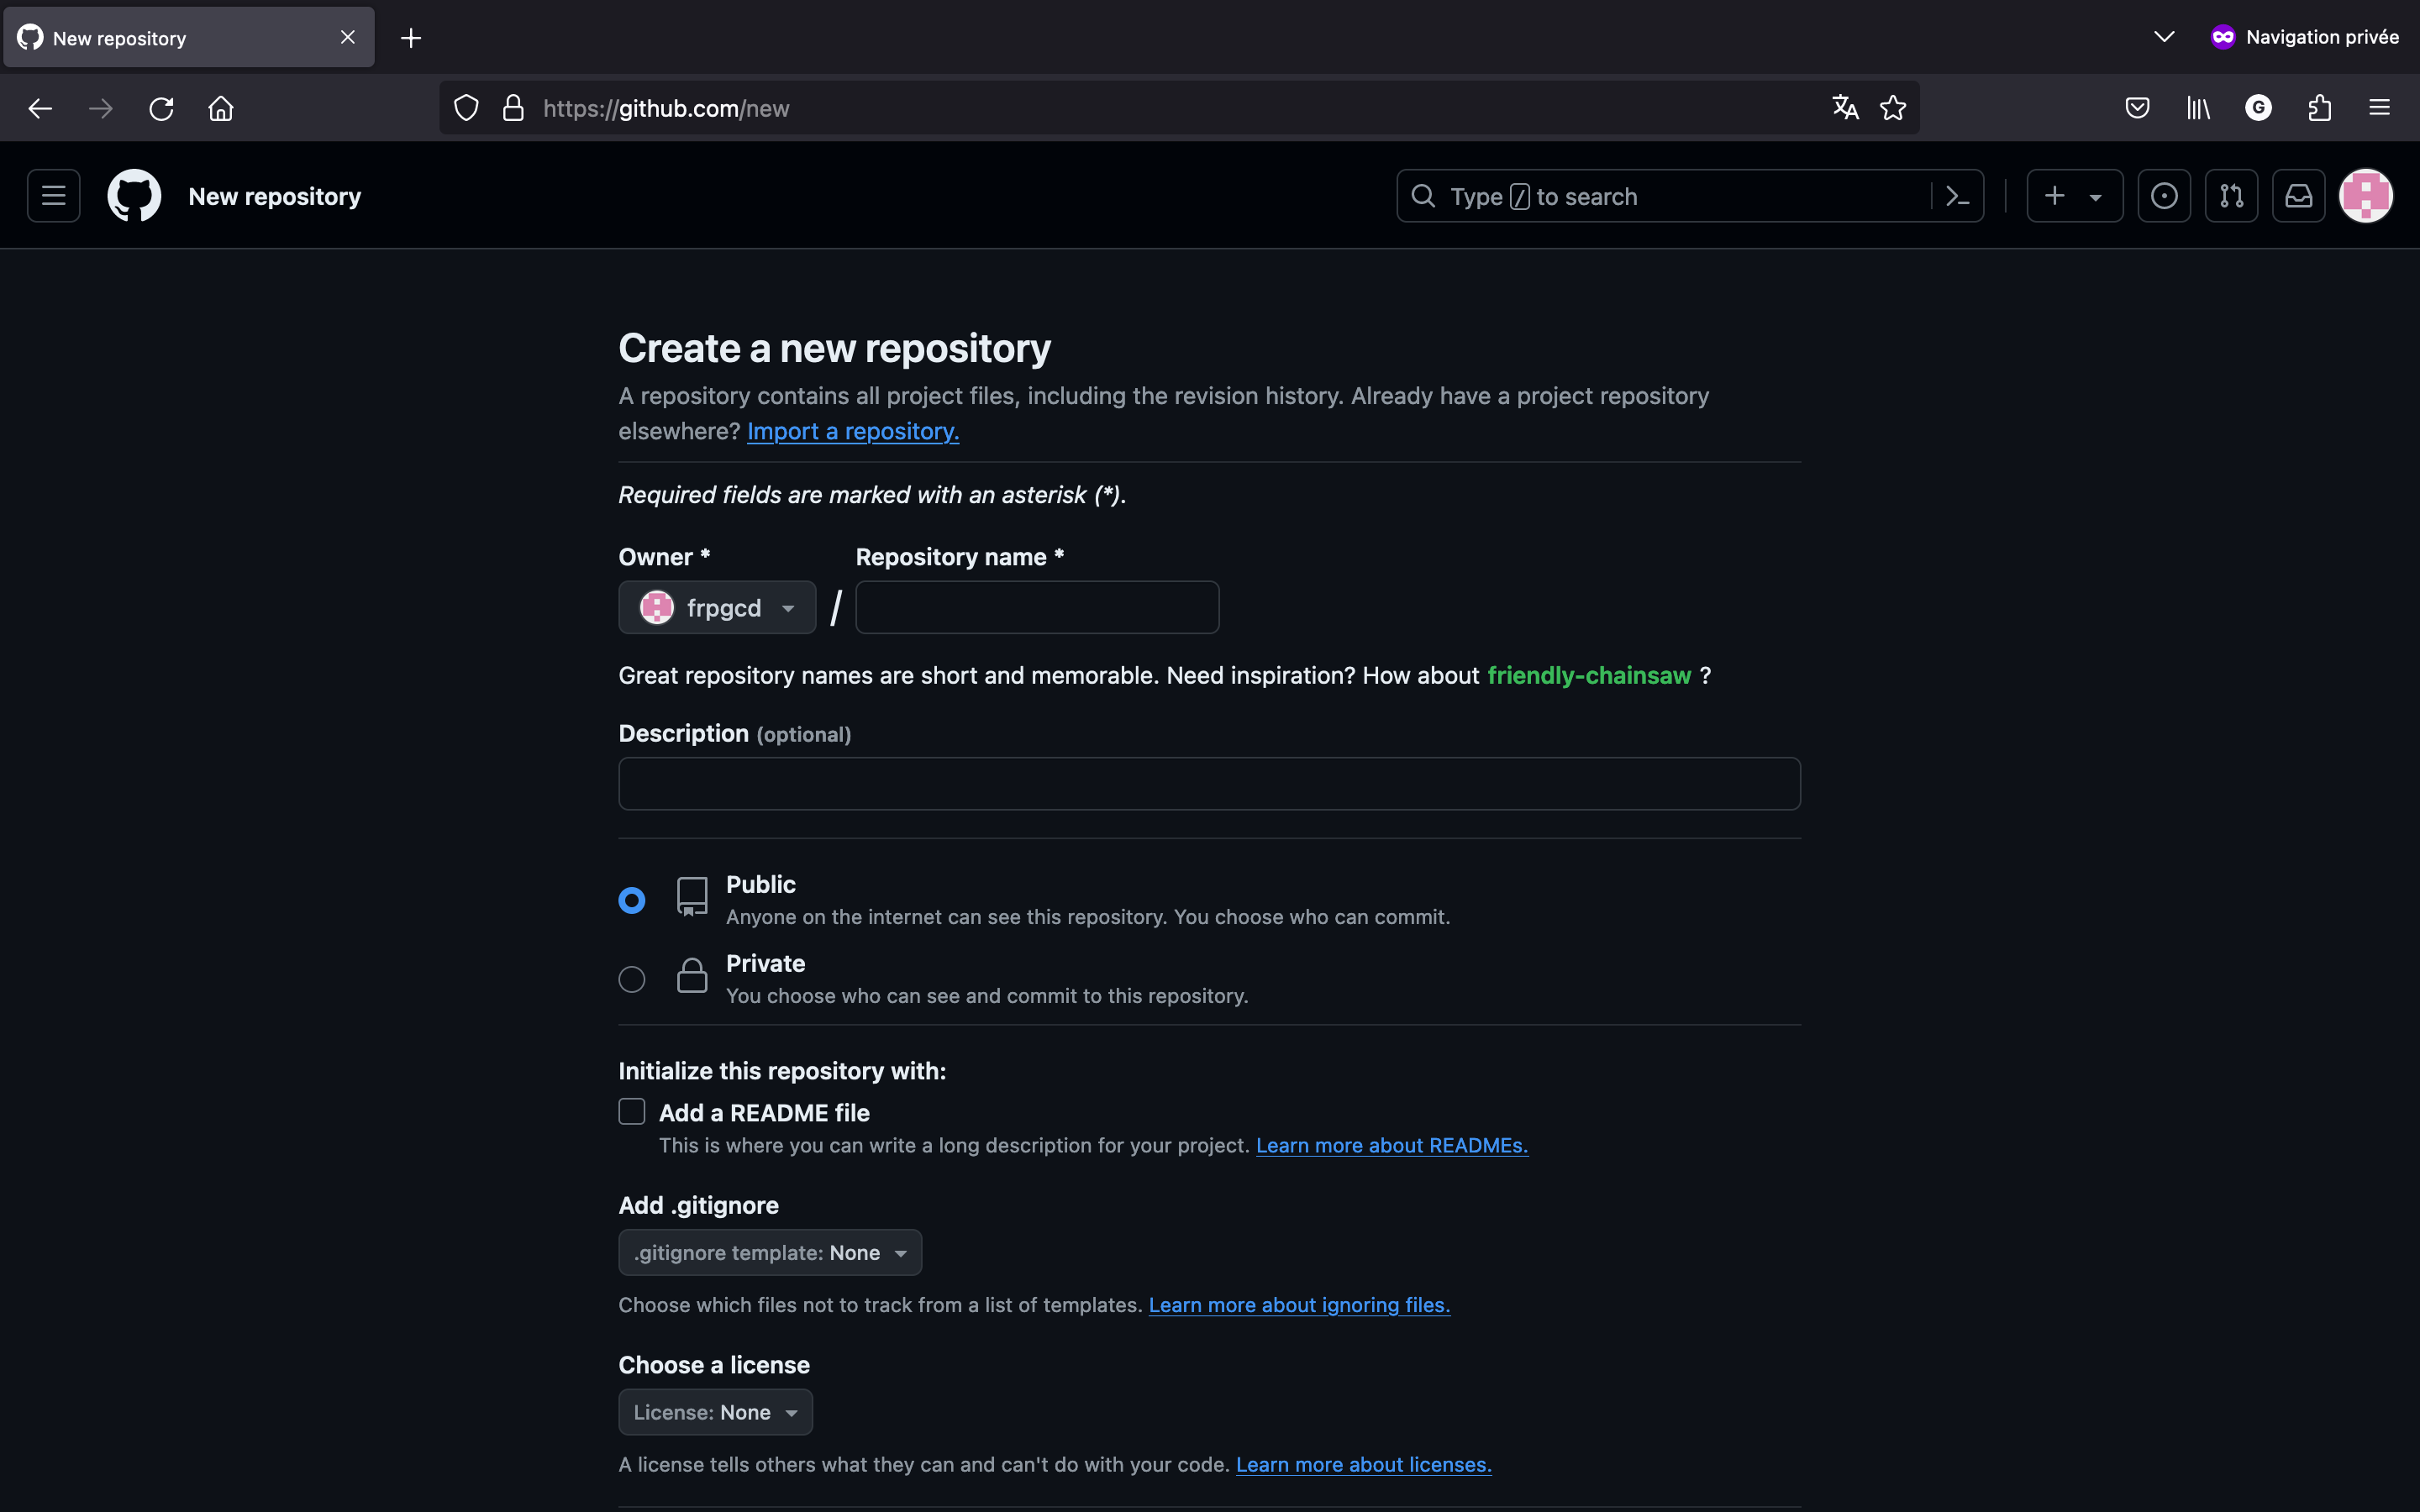 New repository
Navigation privée
https://github.com/new
G
New repository
Type / to search
Create a new repository
A repository contains all project files, including the revision history. Already have a project repository
elsewhere? Import a repository.
Required fields are marked with an asterisk (*).
Owner * Repository name *
frpgcd /
Great repository names are short and memorable. Need inspiration? How about friendly-chainsaw ?
Description (optional)
Public
Anyone on the internet can see this repository. You choose who can commit.
Private
You choose who can see and commit to this repository.
Initialize this repository with:
Add a README file
This is where you can write a long description for your project. Learn more about READMEs.
Add .gitignore
.gitignore template: None
Choose which files not to track from a list of templates. Learn more about ignoring files.
Choose a license
License: None
A license tells others what they can and can't do with your code. Learn more about licenses.